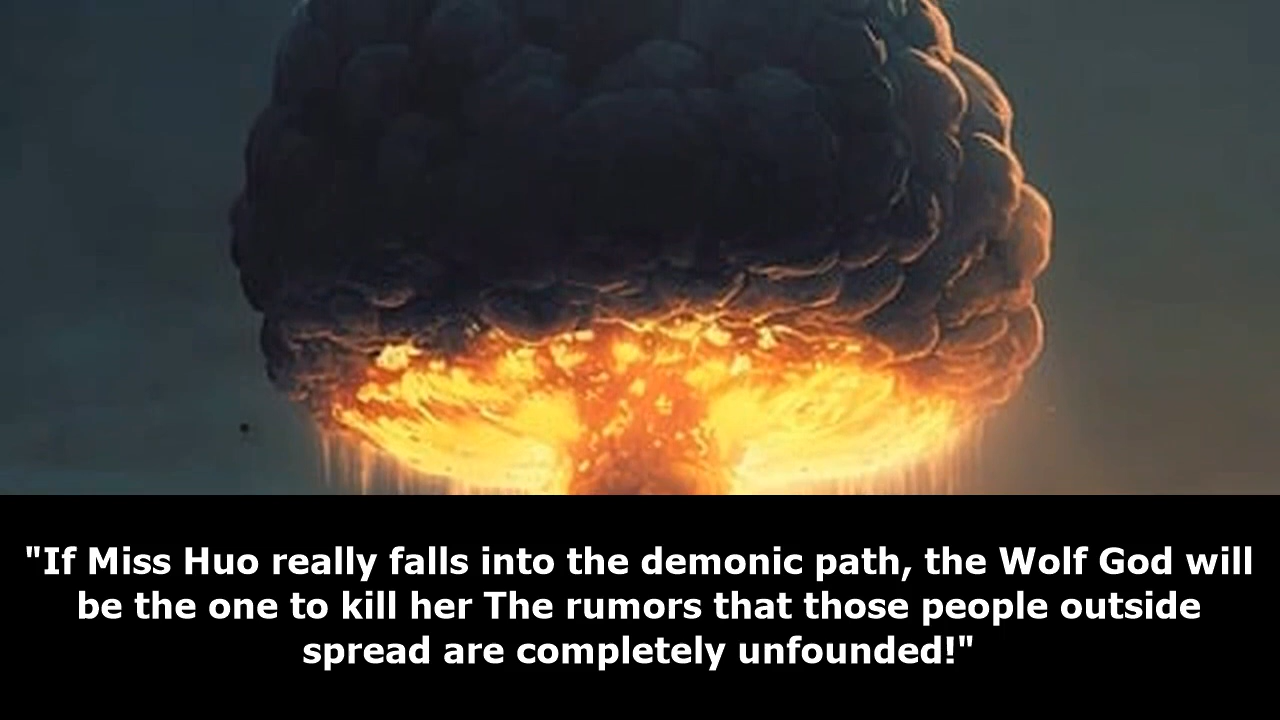 "If Miss Huo really falls into the demonic path, the Wolf God will
be the one to kill her The rumors that those people outside
spread are completely unfounded!"